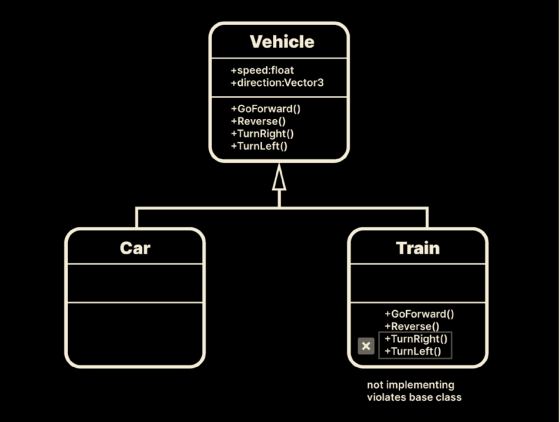 Vehicle
+speed:float
+direction:Vector3
+GoForward()
+Reverse()
+TurnRight()
+TurnLeft()
Car
Train
+GoForward()
+Reverse()
+TurnRight()
+TurnLeft()
not implementing
violates base class